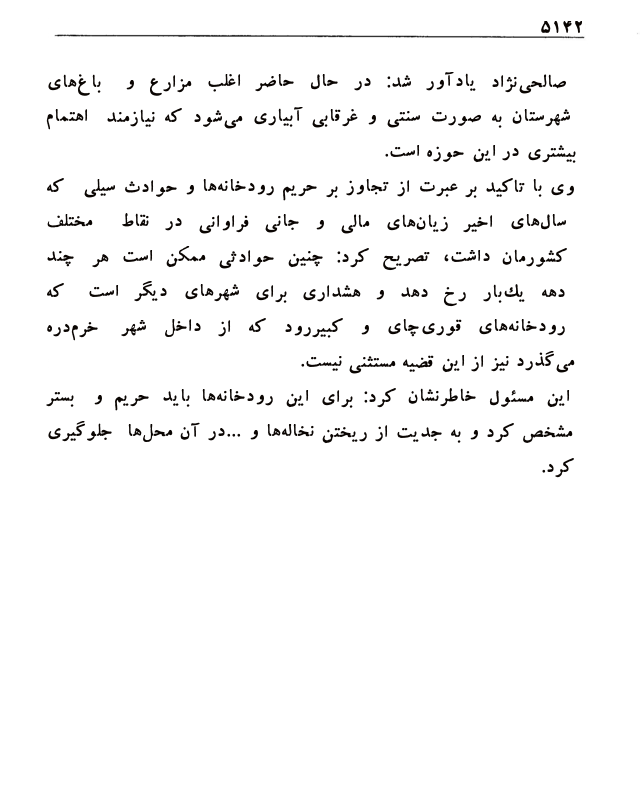 ۵۱۴۲
صالحی‌نژاد یادآور شد: در حال حاضر اغلب مزارع و باغ‌های
شهرستان به صورت سنتی و غرقابی آبیاری می‌شود که نیازمند اهتمام
بیشتری در این حوزه است.
وی با تاکید بر عبرت از تجاوز بر حریم رودخانه‌ها و حوادث سیلی که
سال‌های اخیر زیان‌های مالی و جانی فراوانی در نقاط مختلف
کشورمان داشت، تصریح کرد: چنین حوادثی ممکن است هر چند
دهه یك‌بار رخ دهد و هشداری برای شهرهای دیگر است که
رودخانه‌های قوری‌چای و کبیررود که از داخل شهر خرم‌دره
می‌گذرد نیز از این قضیه مستثنی نیست.
این مسئول خاطرنشان کرد: برای این رودخانه‌ها باید حریم و بستر
مشخص کرد و به جدیت از ریختن نخاله‌ها و ...در آن محل‌ها جلوگیری
کرد.